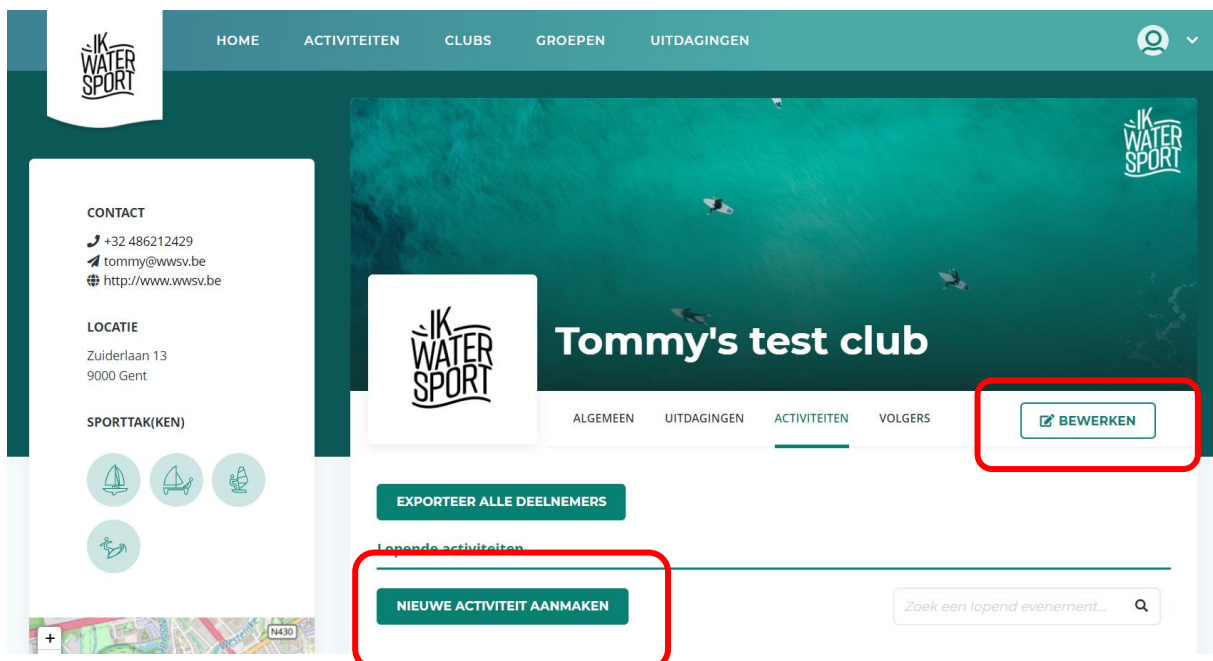 IK
WATER
SPORT
HOME ACTIVITEITEN CLUBS GROEPEN UITDAGINGEN
IK
WATER
SPORT
CONTACT
+32 486212429
tommy@wwsv.be
http://www.wwsv.be
LOCATIE
Zuiderlaan 13
9000 Gent
SPORTTAK(KEN)
+
N430
IK
WATER
SPORT
Tommy's test club
ALGEMEEN UITDAGINGEN ACTIVITEITEN VOLGERS BEWERKEN
EXPORTEER ALLE DEELNEMERS
Lopende activiteiten
NIEUWE ACTIVITEIT AANMAKEN Zoek een lopend evenement...